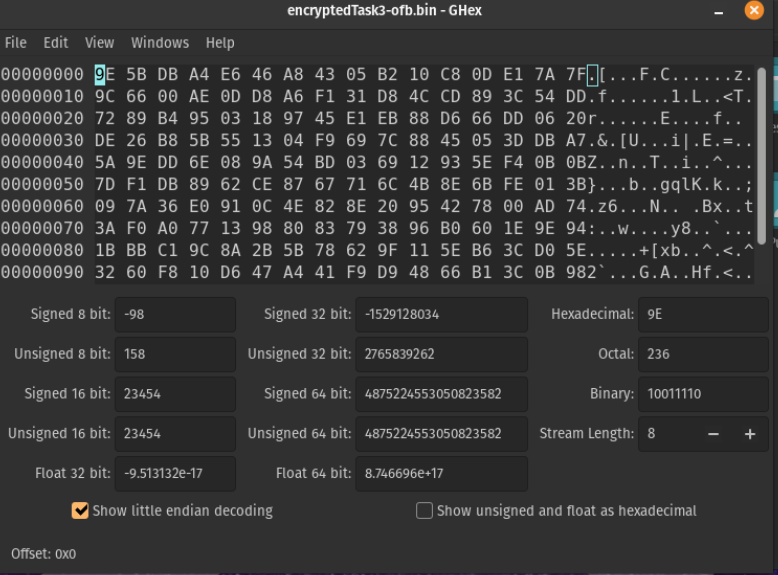 encryptedTask3-ofb.bin - GHex
File Edit View Windows Help
00000000 9E 5B DB A4 E6 46 A8 43 05 B2 10 C8 0D E1 7A 7F.[...F.C......z.
00000010 9C 66 00 AE 0D D8 A6 F1 31 D8 4C CD 89 3C 54 DD.f......1.L..<T.
00000020 72 89 B4 95 03 18 97 45 E1 EB 88 D6 66 DD 06 20r......E....f.. 
00000030 DE 26 B8 5B 55 13 04 F9 69 7C 88 45 05 3D DB A7.&.[U...i|.E.=..
00000040 5A 9E DD 6E 08 9A 54 BD 03 69 12 93 5E F4 0B 0BZ..n..T..i..^...
00000050 7D F1 DB 89 62 CE 87 67 71 6C 4B 8E 6B FE 01 3B}...b..gqlK.k..;
00000060 09 7A 36 E0 91 0C 4E 82 8E 20 95 42 78 00 AD 74.z6...N.. .Bx..t
00000070 3A F0 A0 77 13 98 80 83 79 38 96 B0 60 1E 9E 94:..w....y8..`...
00000080 1B BB C1 9C 8A 2B 5B 78 62 9F 11 5E B6 3C D0 5E.....+[xb..^.<.^
00000090 32 60 F8 10 D6 47 A4 41 F9 D9 48 66 B1 3C 0B 982`...G.A..Hf.<..
Signed 8 bit: -98 Signed 32 bit: -1529128034 Hexadecimal: 9E
Unsigned 8 bit: 158 Unsigned 32 bit: 2765839262 Octal: 236
Signed 16 bit: 23454 Signed 64 bit: 4875224553050823582 Binary: 10011110
Unsigned 16 bit: 23454 Unsigned 64 bit: 4875224553050823582 Stream Length: 8 − +
Float 32 bit: -9.513132e-17 Float 64 bit: 8.746696e+17
Show little endian decoding Show unsigned and float as hexadecimal
Offset: 0x0